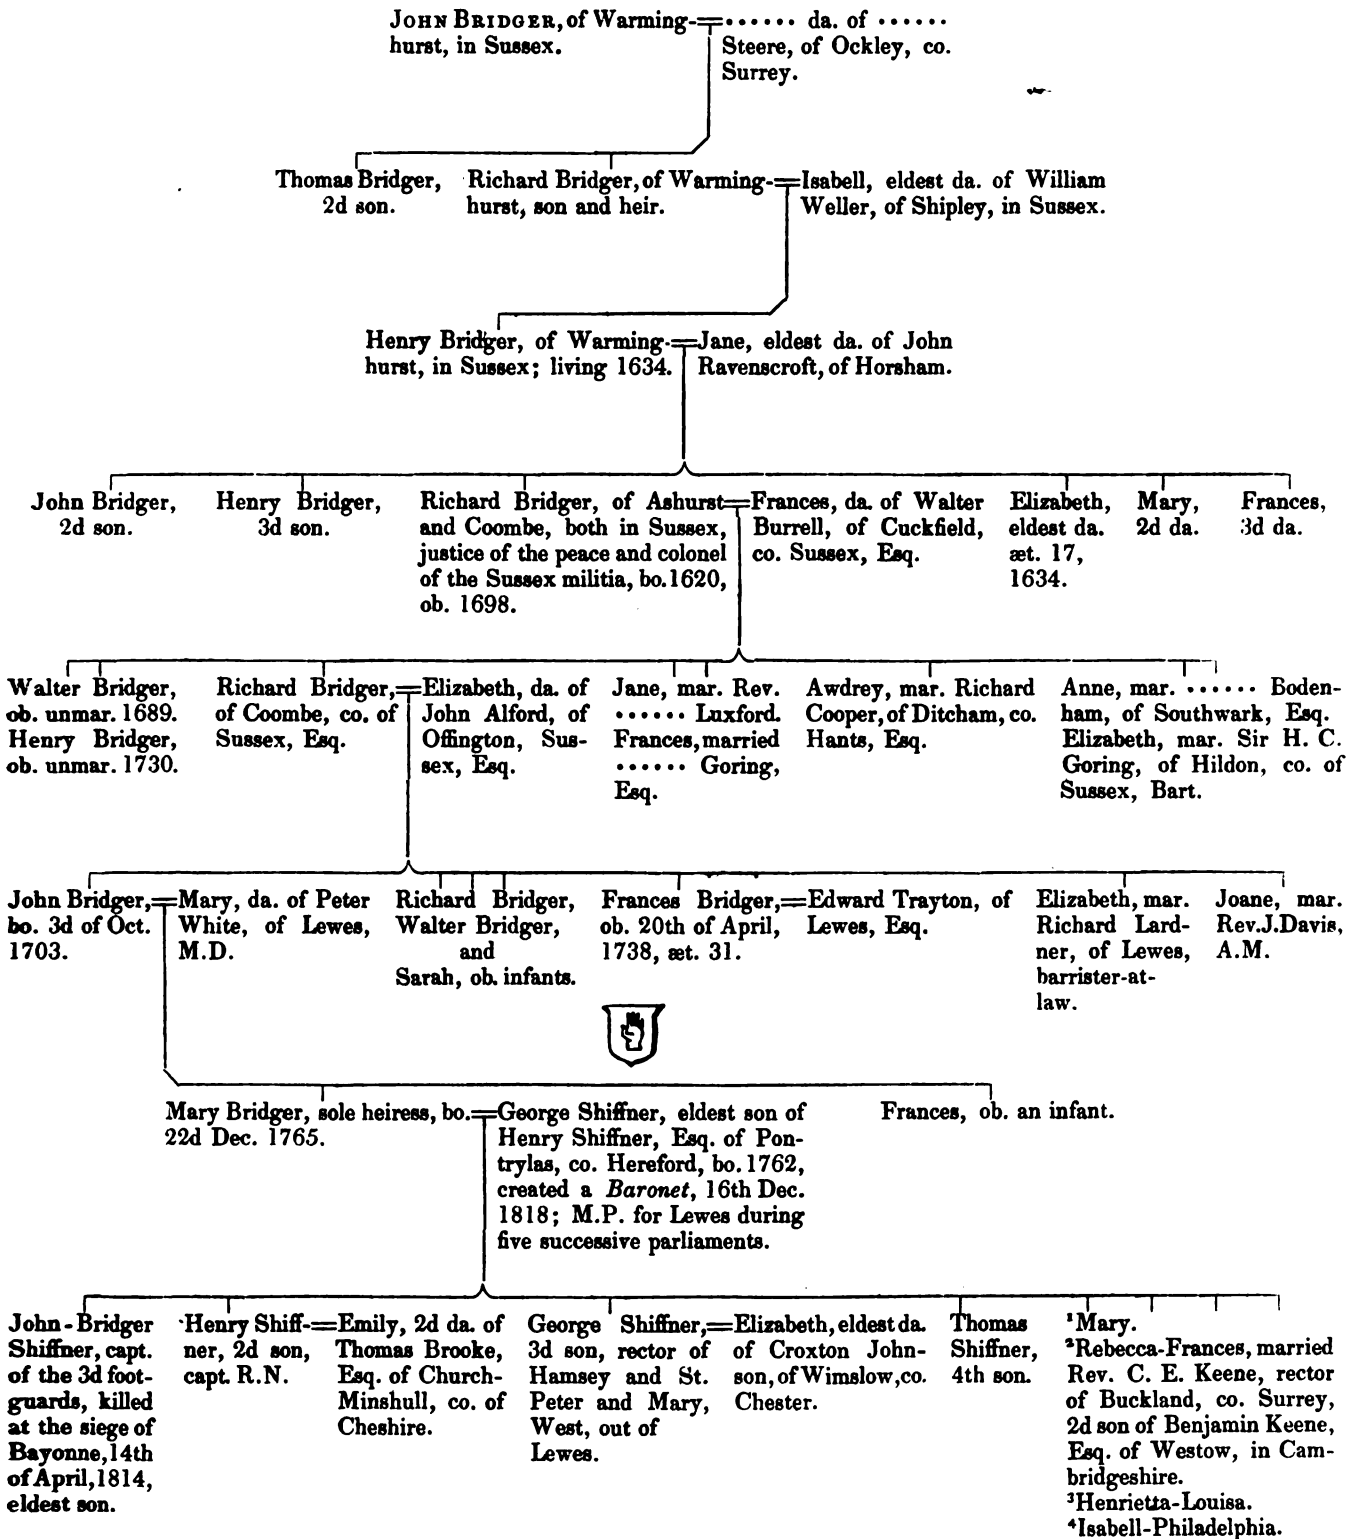 JOHN BRIDGER, of Warming-
hurst, in Sussex.
...... da. of ......
Steere, of Ockley, co.
Surrey.
Thomas Bridger,
2d son.
Richard Bridger, of Warming-
hurst, son and heir.
Isabell, eldest da. of William
Weller, of Shipley, in Sussex.
Henry Bridger, of Warming-
hurst, in Sussex; living 1634.
Jane, eldest da. of John
Ravenscroft, of Horsham.
John Bridger,
2d son.
Henry Bridger,
3d son.
Richard Bridger, of Ashurst
and Coombe, both in Sussex,
justice of the peace and colonel
of the Sussex militia, bo. 1620,
ob. 1698.
Frances, da. of Walter
Burrell, of Cuckfield,
co. Sussex, Esq.
Elizabeth,
eldest da.
æt. 17,
1634.
Mary,
2d da.
Frances,
3d da.
Walter Bridger,
ob. unmar. 1689.
Henry Bridger,
ob. unmar. 1730.
Richard Bridger,
of Coombe, co. of
Sussex, Esq.
Elizabeth, da. of
John Alford, of
Offington, Sus-
sex, Esq.
Jane, mar. Rev.
...... Luxford.
Frances, married
...... Goring,
Esq.
Awdrey, mar. Richard
Cooper, of Ditcham, co.
Hants, Esq.
Anne, mar. ...... Boden-
ham, of Southwark, Esq.
Elizabeth, mar. Sir H. C.
Goring, of Hildon, co. of
Sussex, Bart.
John Bridger,
bo. 3d of Oct.
1703.
Mary, da. of Peter
White, of Lewes,
M.D.
Richard Bridger,
Walter Bridger,
and
Sarah, ob. infants.
Frances Bridger,
ob. 20th of April,
1738, æt. 31.
Edward Trayton, of
Lewes, Esq.
Elizabeth, mar.
Richard Lard-
ner, of Lewes,
barrister-at-
law.
Joane, mar.
Rev. J. Davis,
A.M.
Mary Bridger, sole heiress, bo.
22d Dec. 1765.
George Shiffner, eldest son of
Henry Shiffner, Esq. of Pon-
trylas, co. Hereford, bo. 1762,
created a Baronet, 16th Dec.
1818; M.P. for Lewes during
five successive parliaments.
Frances, ob. an infant.
John-Bridger
Shiffner, capt.
of the 3d foot-
guards, killed
at the siege of
Bayonne, 14th
of April, 1814,
eldest son.
Henry Shiff-
ner, 2d son,
capt. R.N.
Emily, 2d da. of
Thomas Brooke,
Esq. of Church-
Minshull, co. of
Cheshire.
George Shiffner,
3d son, rector of
Hamsey and St.
Peter and Mary,
West, out of
Lewes.
Elizabeth, eldest da.
of Croxton John-
son, of Wimslow, co.
Chester.
Thomas
Shiffner,
4th son.
¹Mary.
²Rebecca-Frances, married
Rev. C. E. Keene, rector
of Buckland, co. Surrey,
2d son of Benjamin Keene,
Esq. of Westow, in Cam-
bridgeshire.
³Henrietta-Louisa.
⁴Isabell-Philadelphia.